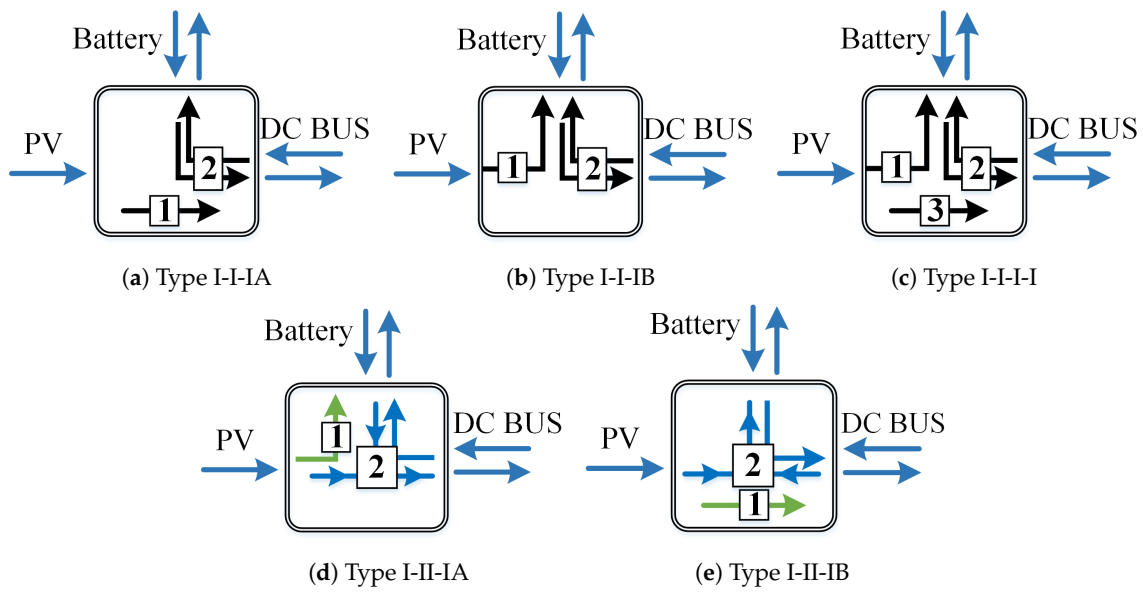 Battery Battery Battery
PV DC BUS PV DC BUS PV DC BUS
2 1 2 1 2
1 3
(a) Type I-I-IA (b) Type I-I-IB (c) Type I-I-I-I
Battery Battery
PV DC BUS PV DC BUS
1 2 2
1
(d) Type I-II-IA (e) Type I-II-IB